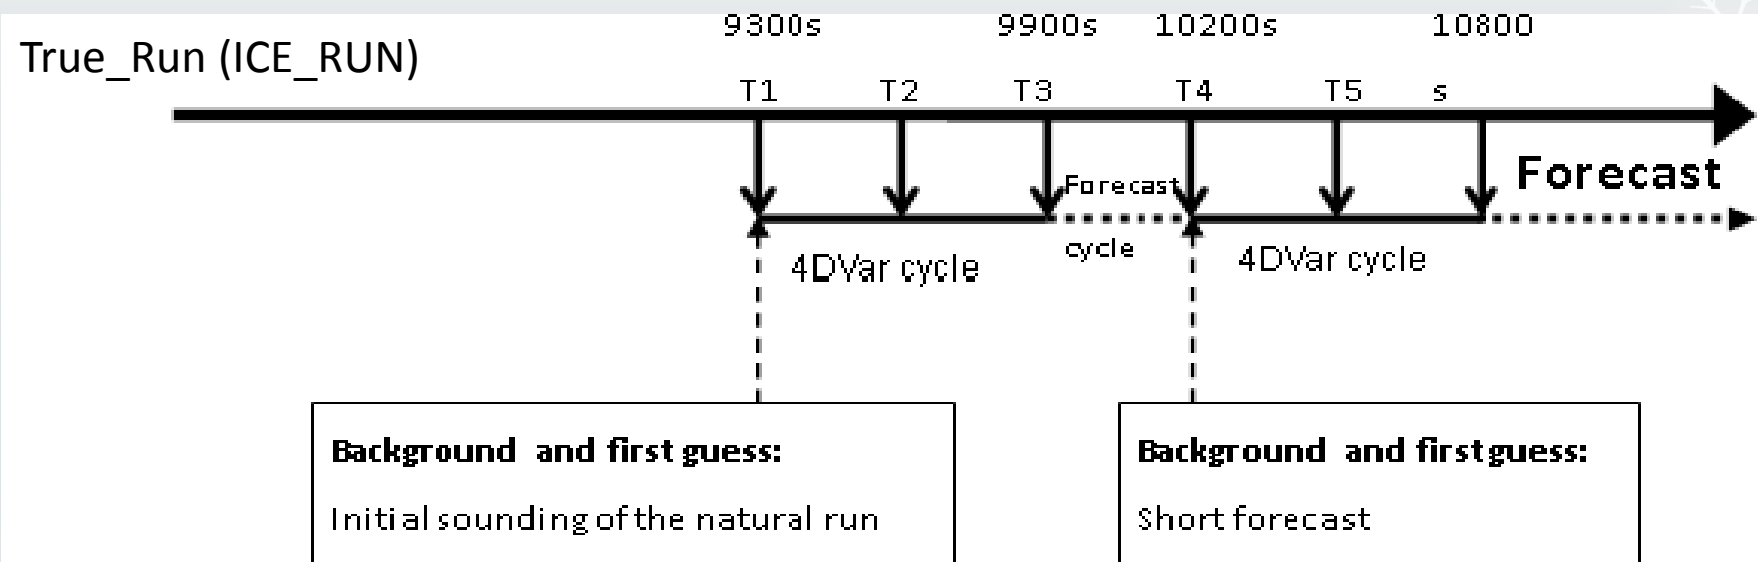 9300s 9900s 10200s 10800
True_Run (ICE_RUN)
T1 T2 T3 T4 T5 s
Forecast
Forecast
cycle
4DVar cycle
4DVar cycle
Background and first guess:
Initial sounding of the natural run
Background and first guess:
Short forecast